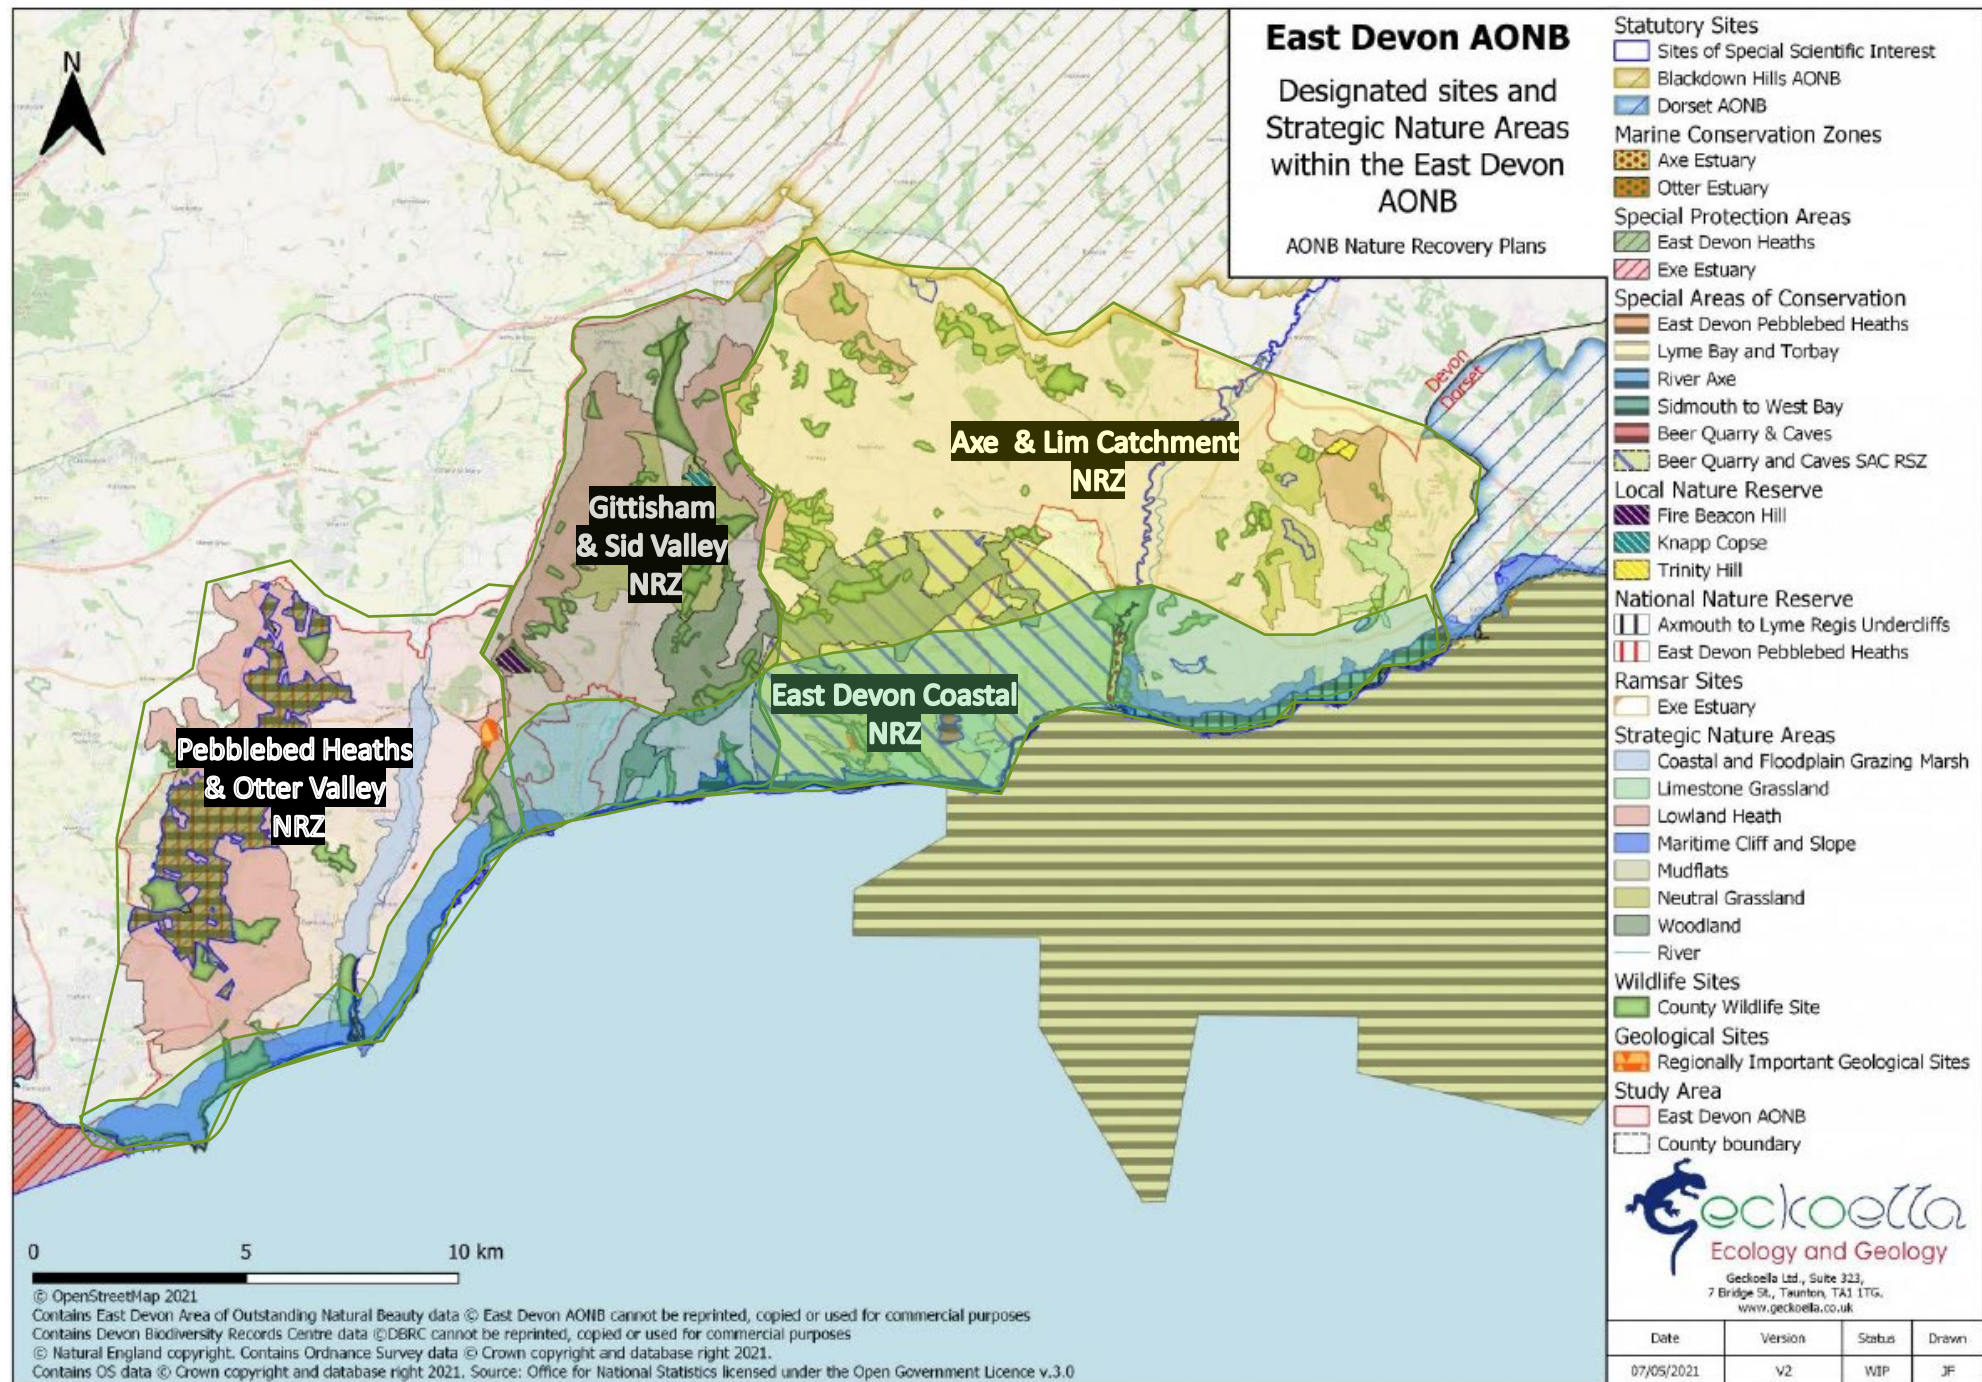 East Devon AONB
Designated sites and
Strategic Nature Areas
within the East Devon
AONB
AONB Nature Recovery Plans
N
Devon
Dorset
Axe & Lim Catchment
NRZ
Gittisham
& Sid Valley
NRZ
East Devon Coastal
NRZ
Pebblebed Heaths
& Otter Valley
NRZ
0 5 10 km
© OpenStreetMap 2021
Contains East Devon Area of Outstanding Natural Beauty data © East Devon AONB cannot be reprinted, copied or used for commercial purposes
Contains Devon Biodiversity Records Centre data ©DBRC cannot be reprinted, copied or used for commercial purposes
© Natural England copyright. Contains Ordnance Survey data © Crown copyright and database right 2021.
Contains OS data © Crown copyright and database right 2021. Source: Office for National Statistics licensed under the Open Government Licence v.3.0
Statutory Sites
Sites of Special Scientific Interest
Blackdown Hills AONB
Dorset AONB
Marine Conservation Zones
Axe Estuary
Otter Estuary
Special Protection Areas
East Devon Heaths
Exe Estuary
Special Areas of Conservation
East Devon Pebblebed Heaths
Lyme Bay and Torbay
River Axe
Sidmouth to West Bay
Beer Quarry & Caves
Beer Quarry and Caves SAC RSZ
Local Nature Reserve
Fire Beacon Hill
Knapp Copse
Trinity Hill
National Nature Reserve
Axmouth to Lyme Regis Undercliffs
East Devon Pebblebed Heaths
Ramsar Sites
Exe Estuary
Strategic Nature Areas
Coastal and Floodplain Grazing Marsh
Limestone Grassland
Lowland Heath
Maritime Cliff and Slope
Mudflats
Neutral Grassland
Woodland
River
Wildlife Sites
County Wildlife Site
Geological Sites
Regionally Important Geological Sites
Study Area
East Devon AONB
County boundary
Geckoella
Ecology and Geology
Geckoella Ltd., Suite 323,
7 Bridge St., Taunton, TA1 1TG.
www.geckoella.co.uk
Date Version Status Drawn
07/05/2021 V2 WIP JF